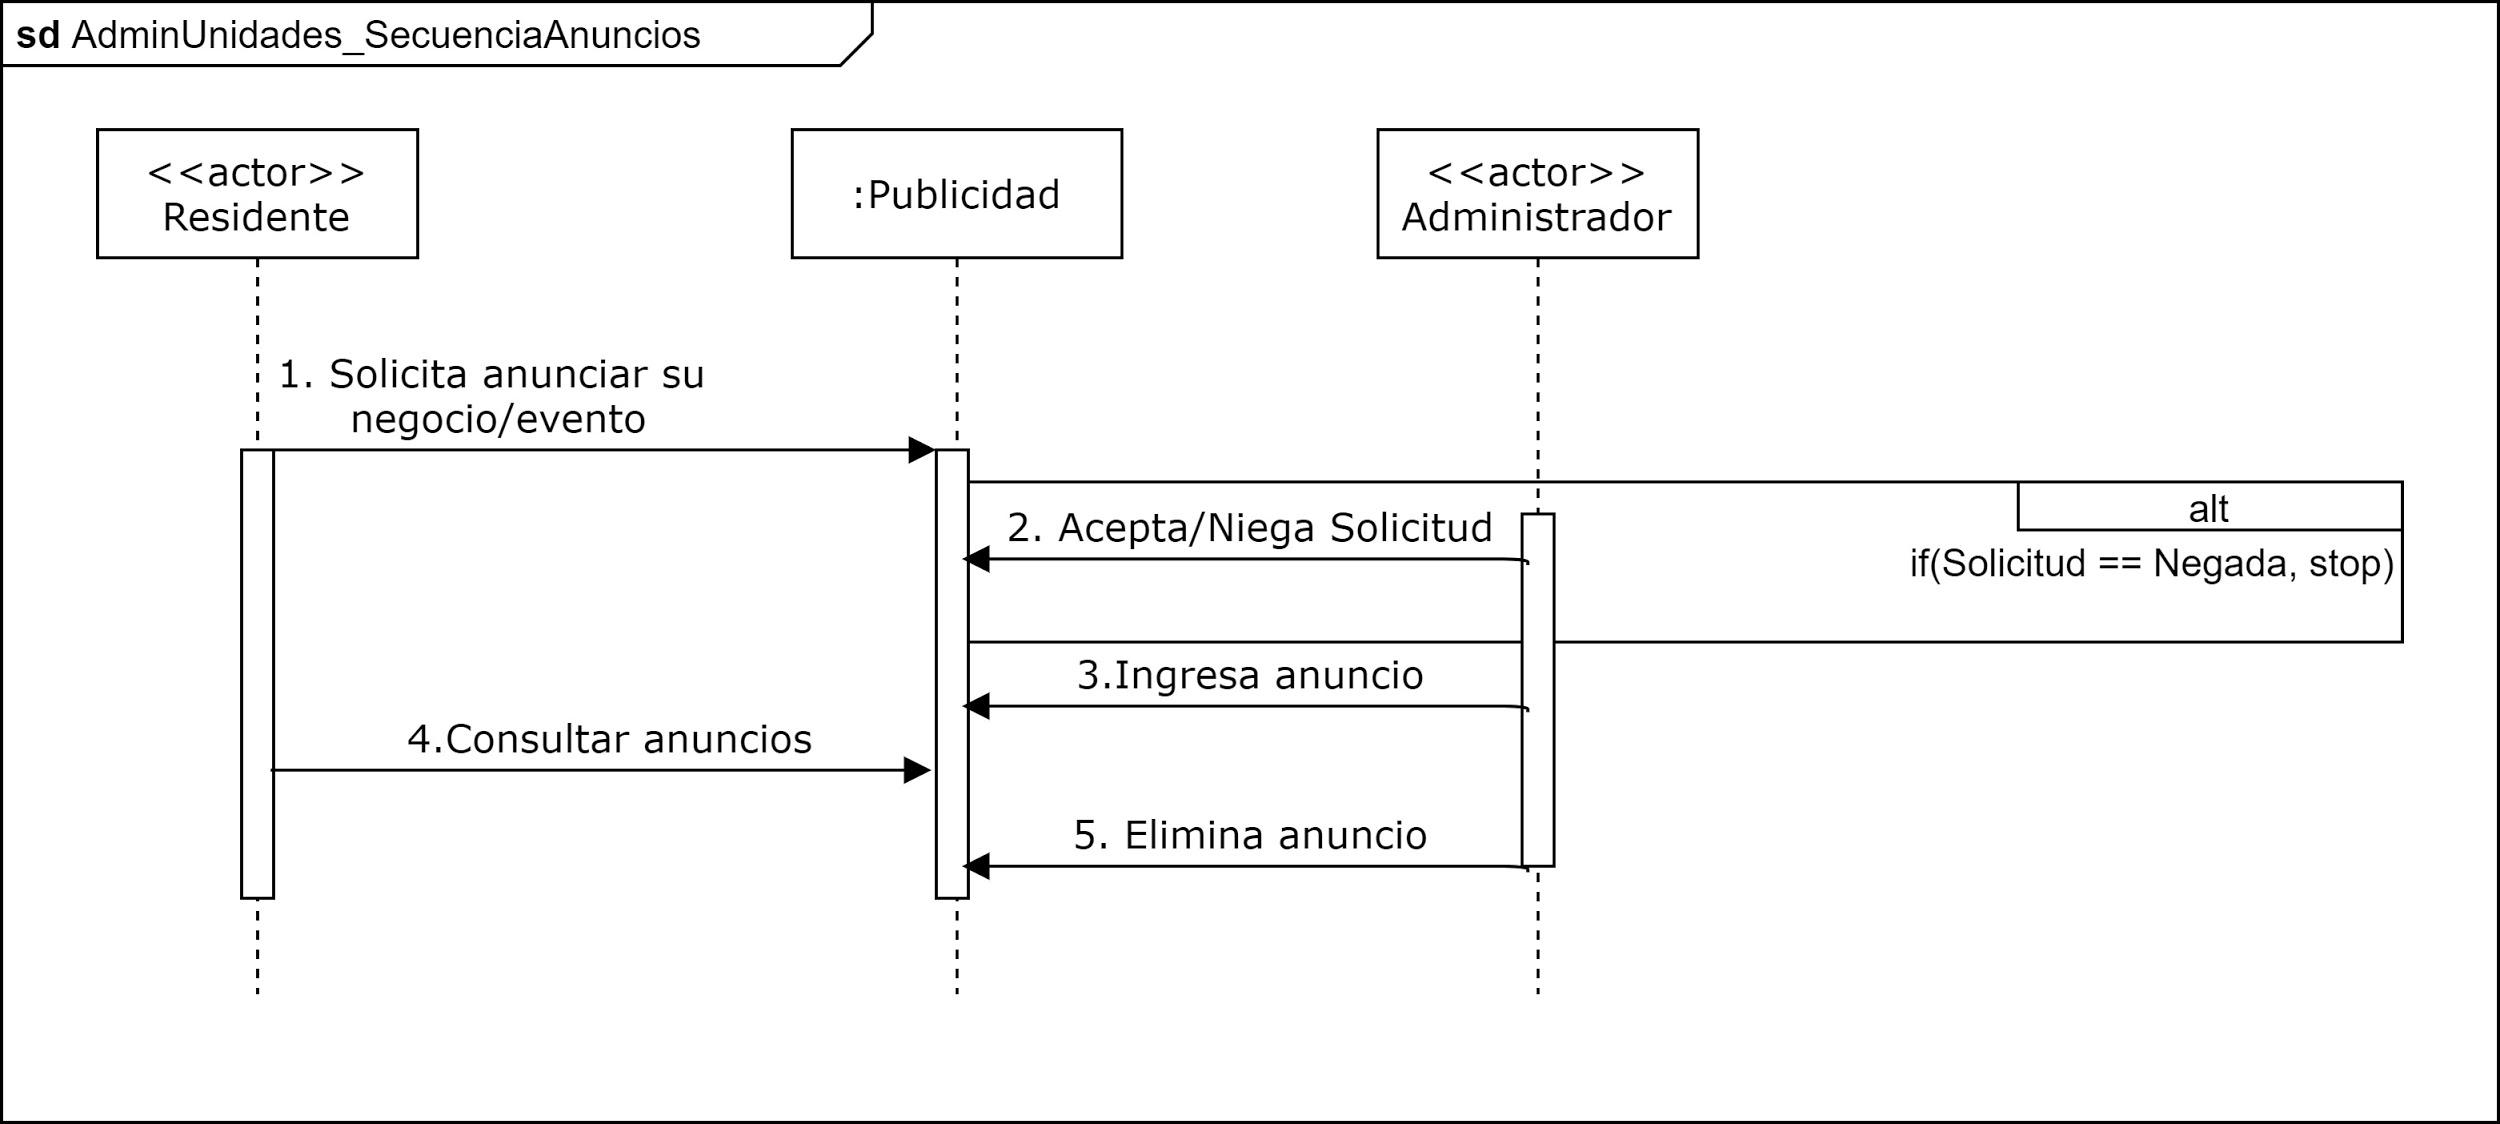 sd AdminUnidades_SecuenciaAnuncios
<<actor>>
Residente
:Publicidad
<<actor>>
Administrador
1. Solicita anunciar su
negocio/evento
alt
2. Acepta/Niega Solicitud
if(Solicitud == Negada, stop)
3.Ingresa anuncio
4.Consultar anuncios
5. Elimina anuncio